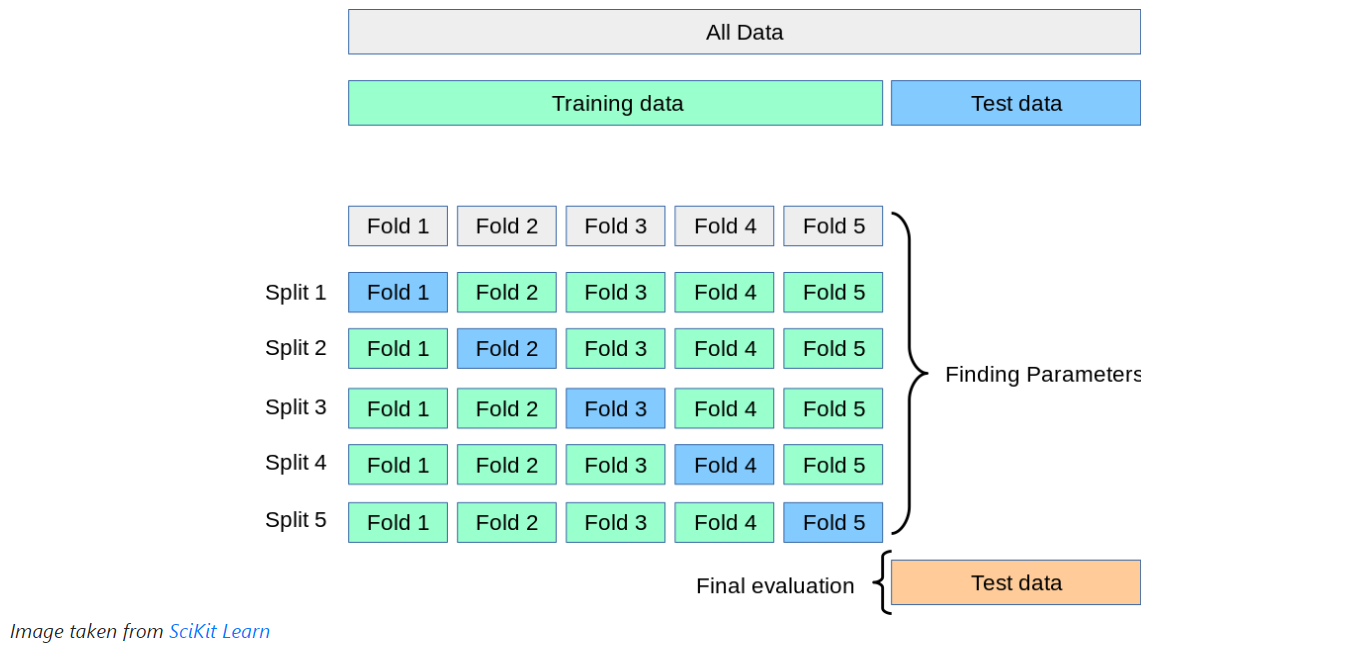 All Data
Training data Test data
Fold 1 Fold 2 Fold 3 Fold 4 Fold 5
Split 1 Fold 1 Fold 2 Fold 3 Fold 4 Fold 5
Split 2 Fold 1 Fold 2 Fold 3 Fold 4 Fold 5
Finding Parameters
Split 3 Fold 1 Fold 2 Fold 3 Fold 4 Fold 5
Split 4 Fold 1 Fold 2 Fold 3 Fold 4 Fold 5
Split 5 Fold 1 Fold 2 Fold 3 Fold 4 Fold 5
Final evaluation Test data
Image taken from SciKit Learn